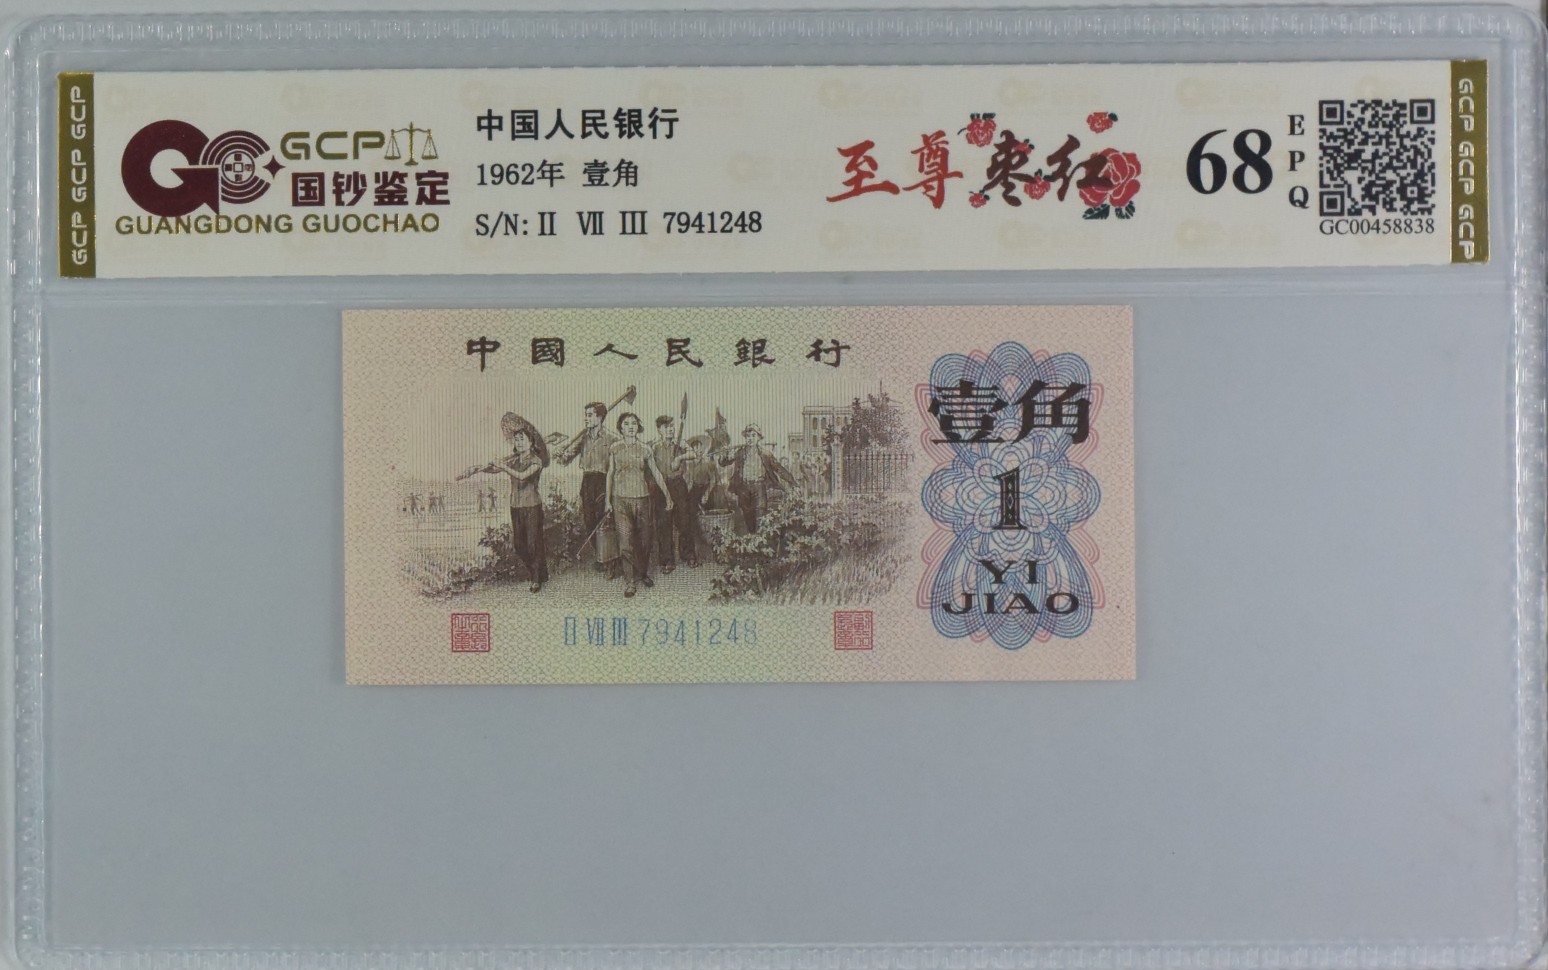 GCP GCP GCP
GCP
国钞鉴定
GUANGDONG GUOCHAO
中国人民银行
1962年 壹角
S/N: II VII III 7941248
至尊枣红
68
EPQ
GC00458838
GCP GCP GCP
中國人民銀行
壹角
1
YI
JIAO
II VII III 7941248